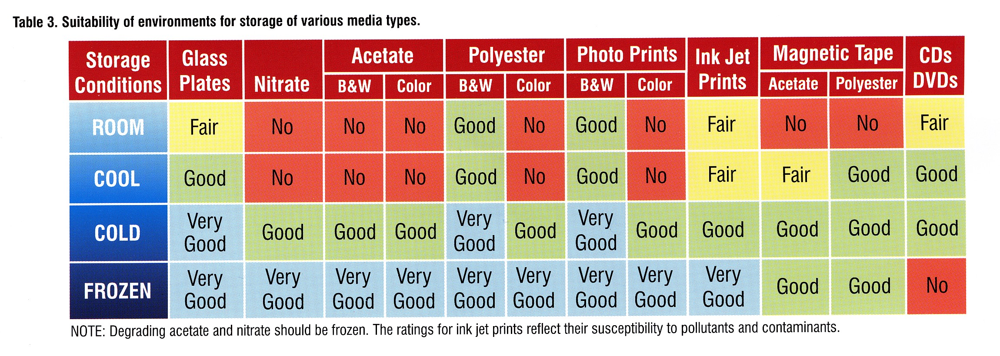 Table 3. Suitability of environments for storage of various media types.
Storage Conditions Glass Plates Nitrate Acetate Polyester Photo Prints Ink Jet Prints Magnetic Tape CDs DVDs
B&W Color B&W Color B&W Color Acetate Polyester
ROOM Fair No No No Good No Good No Fair No No Fair
COOL Good No No No Good No Good No Fair Fair Good Good
COLD Very Good Good Good Good Very Good Good Very Good Good Good Good Good Good
FROZEN Very Good Very Good Very Good Very Good Very Good Very Good Very Good Very Good Very Good Good Good No
NOTE: Degrading acetate and nitrate should be frozen. The ratings for ink jet prints reflect their susceptibility to pollutants and contaminants.